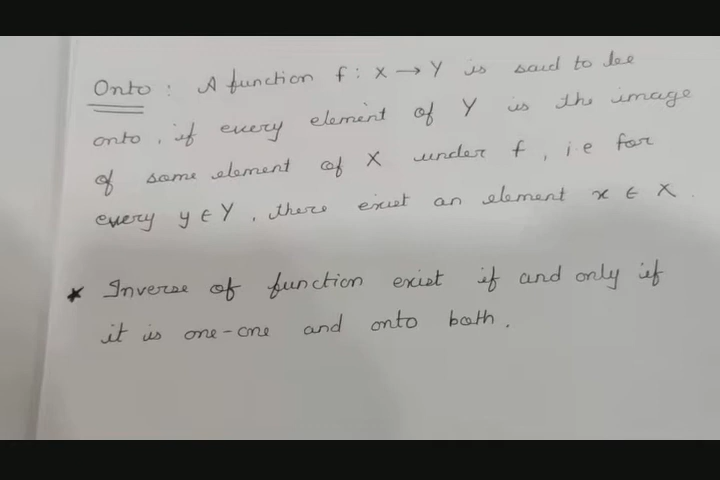 Onto : A function f : X → Y is said to be
onto, if every element of Y is the image
of some element of X under f, i.e for
every y ∈ Y, there exist an element x ∈ X.
* Inverse of function exist if and only if
it is one-one and onto both.